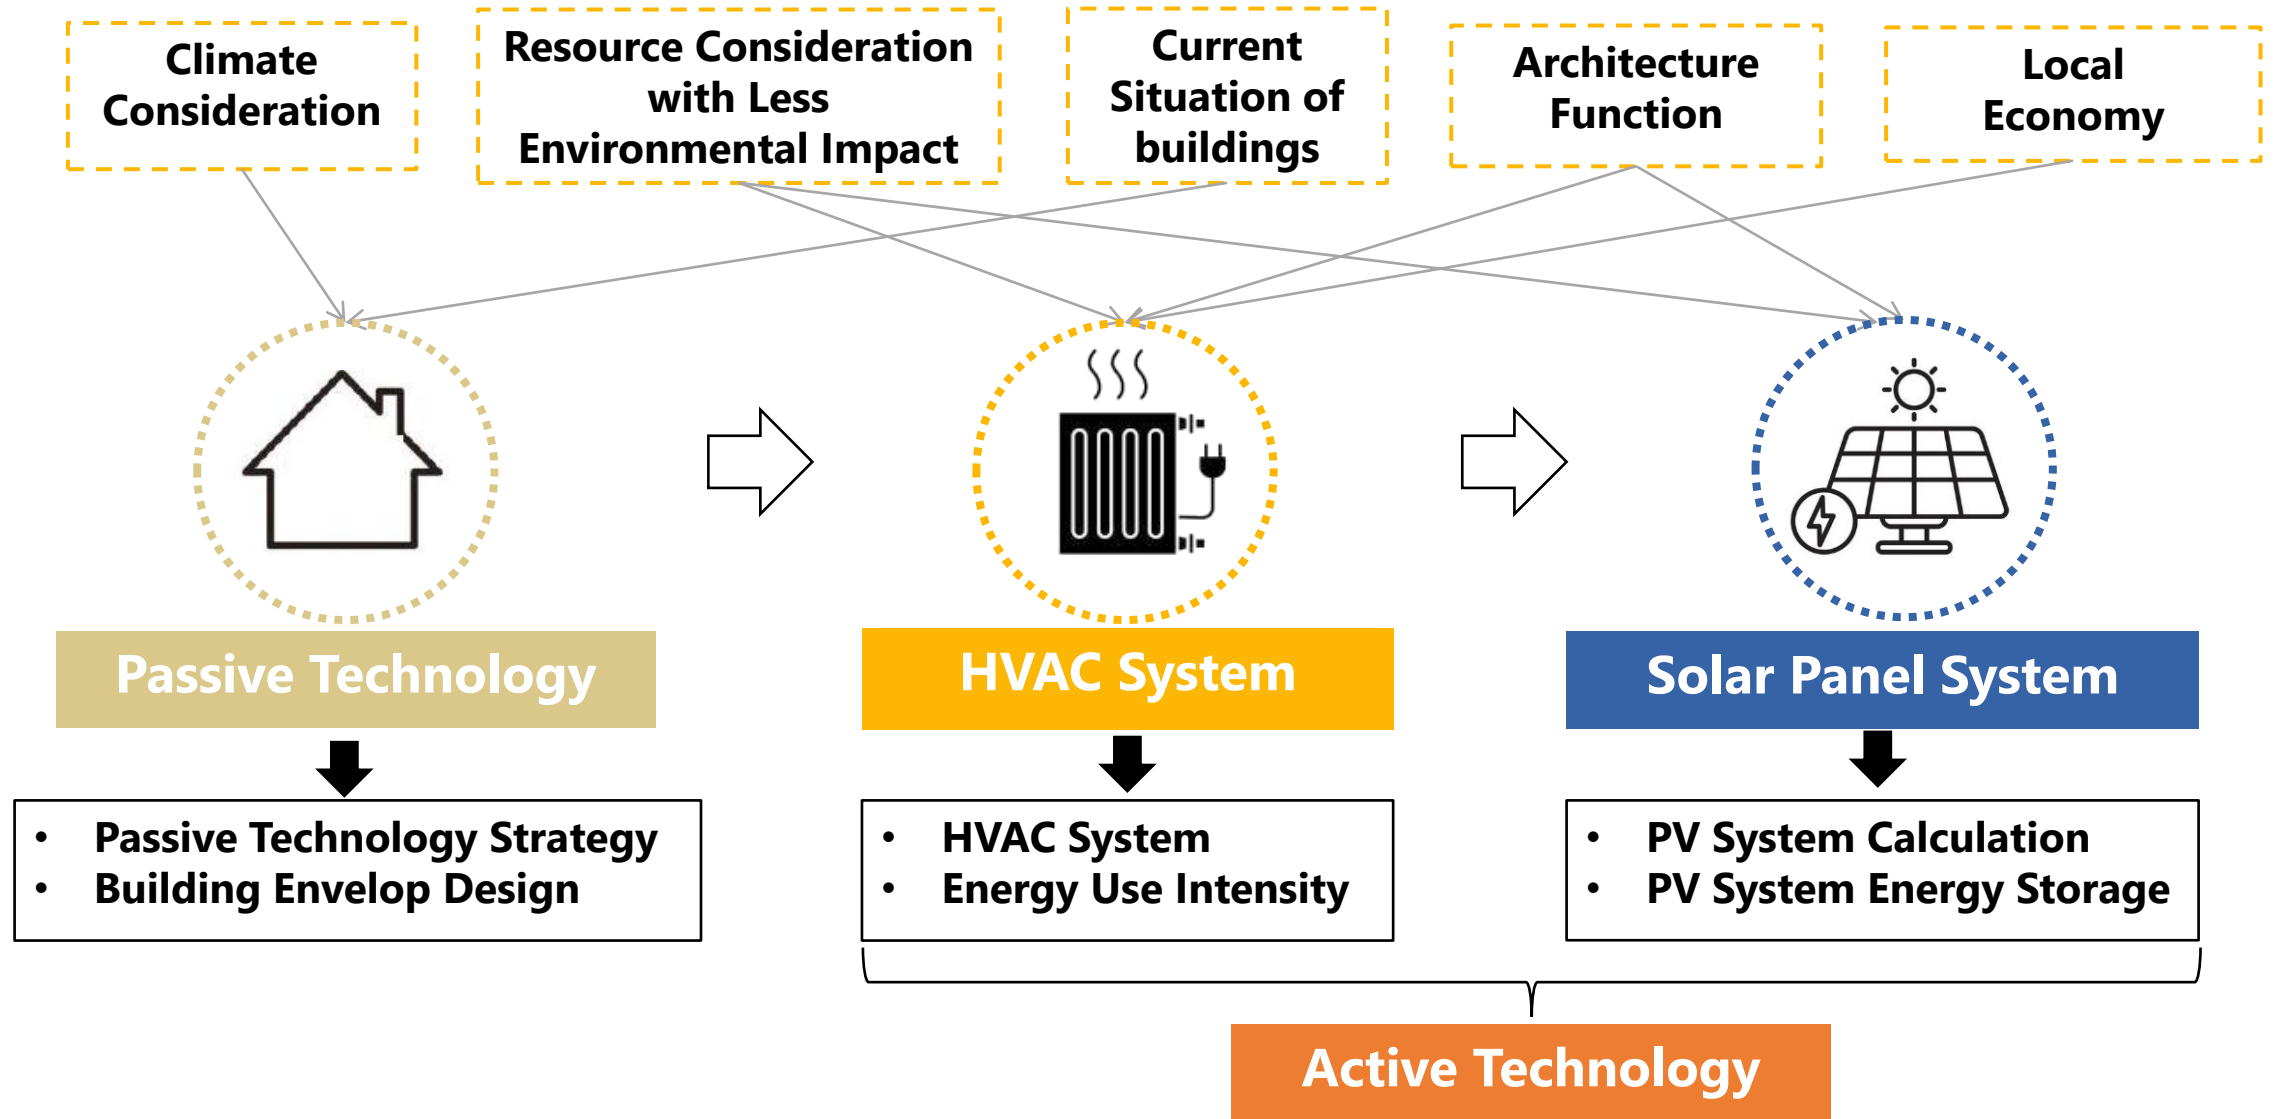 Climate
Consideration
Resource Consideration
with Less
Environmental Impact
Current
Situation of
buildings
Architecture
Function
Local
Economy
Passive Technology
HVAC System
Solar Panel System
• Passive Technology Strategy
• Building Envelop Design
• HVAC System
• Energy Use Intensity
• PV System Calculation
• PV System Energy Storage
Active Technology